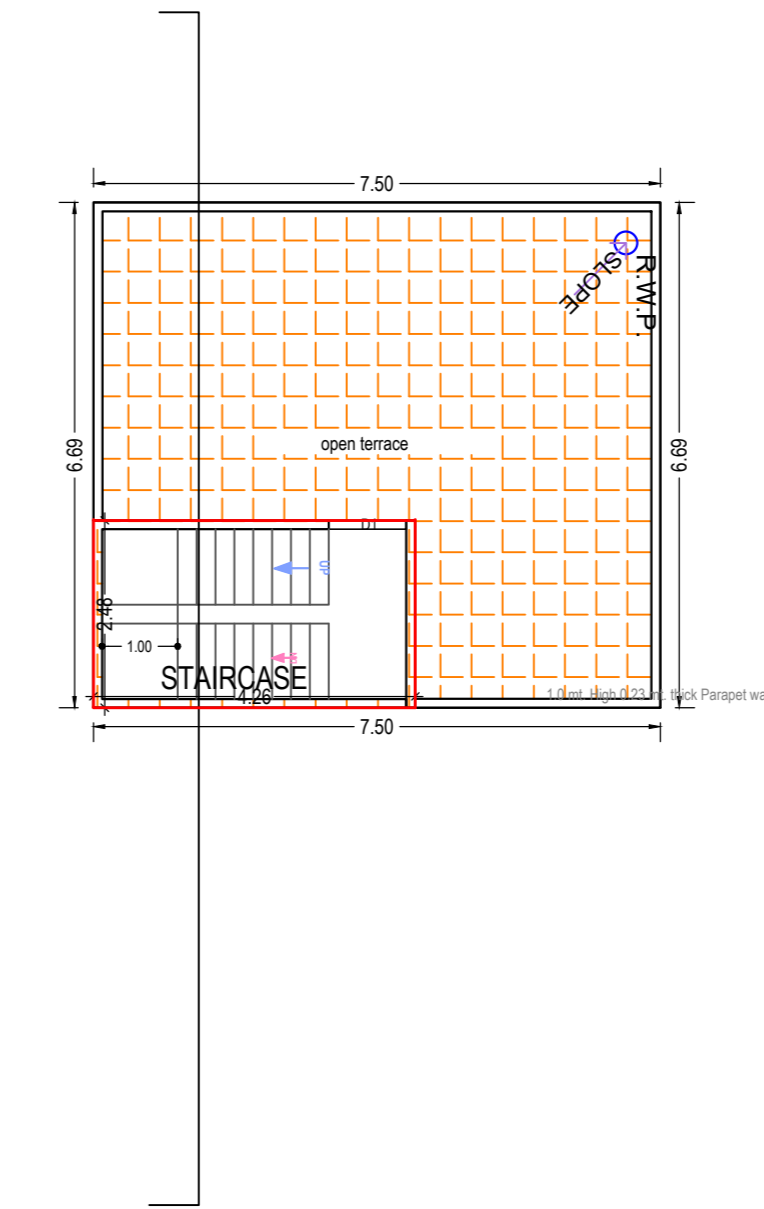 7.50
SLOPE
R.W.P.
6.69
6.69
open terrace
D1
UP
2.48
1.00
STAIRCASE
4.26
1.0 mt. High 0.23 mt. thick Parapet wa
7.50